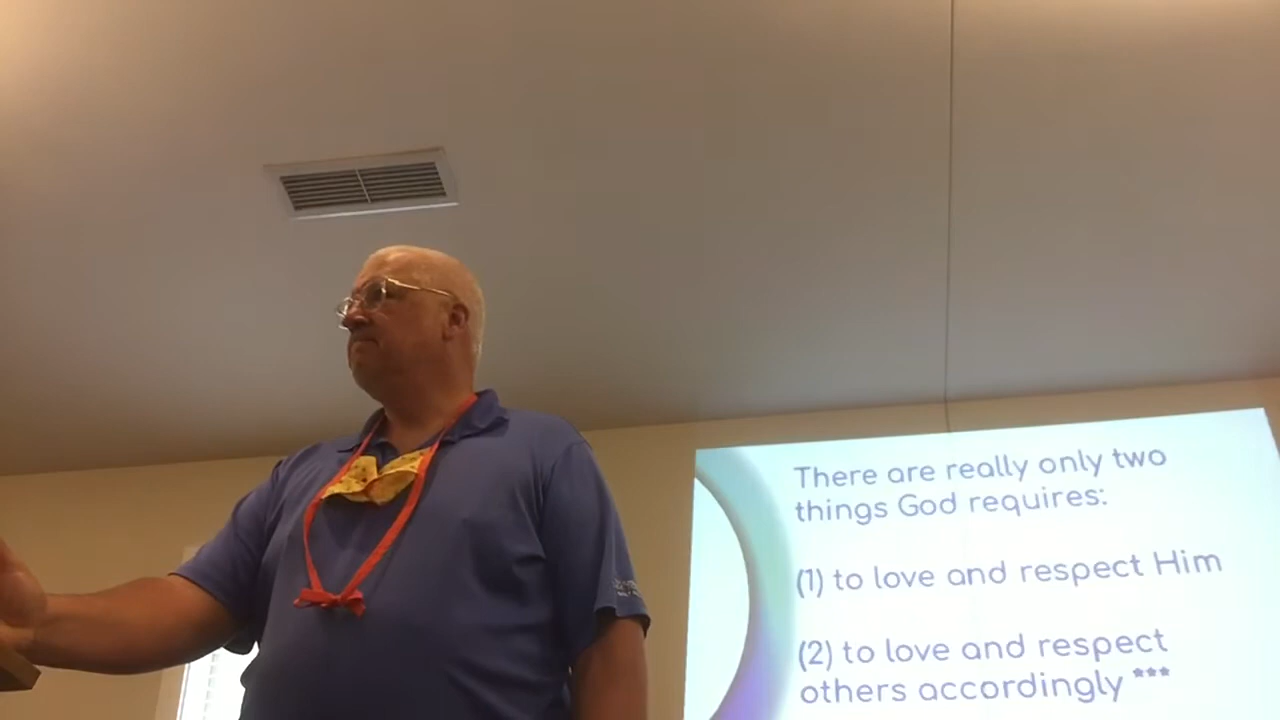 There are really only two
things God requires:
(1) to love and respect Him
(2) to love and respect
others accordingly ***